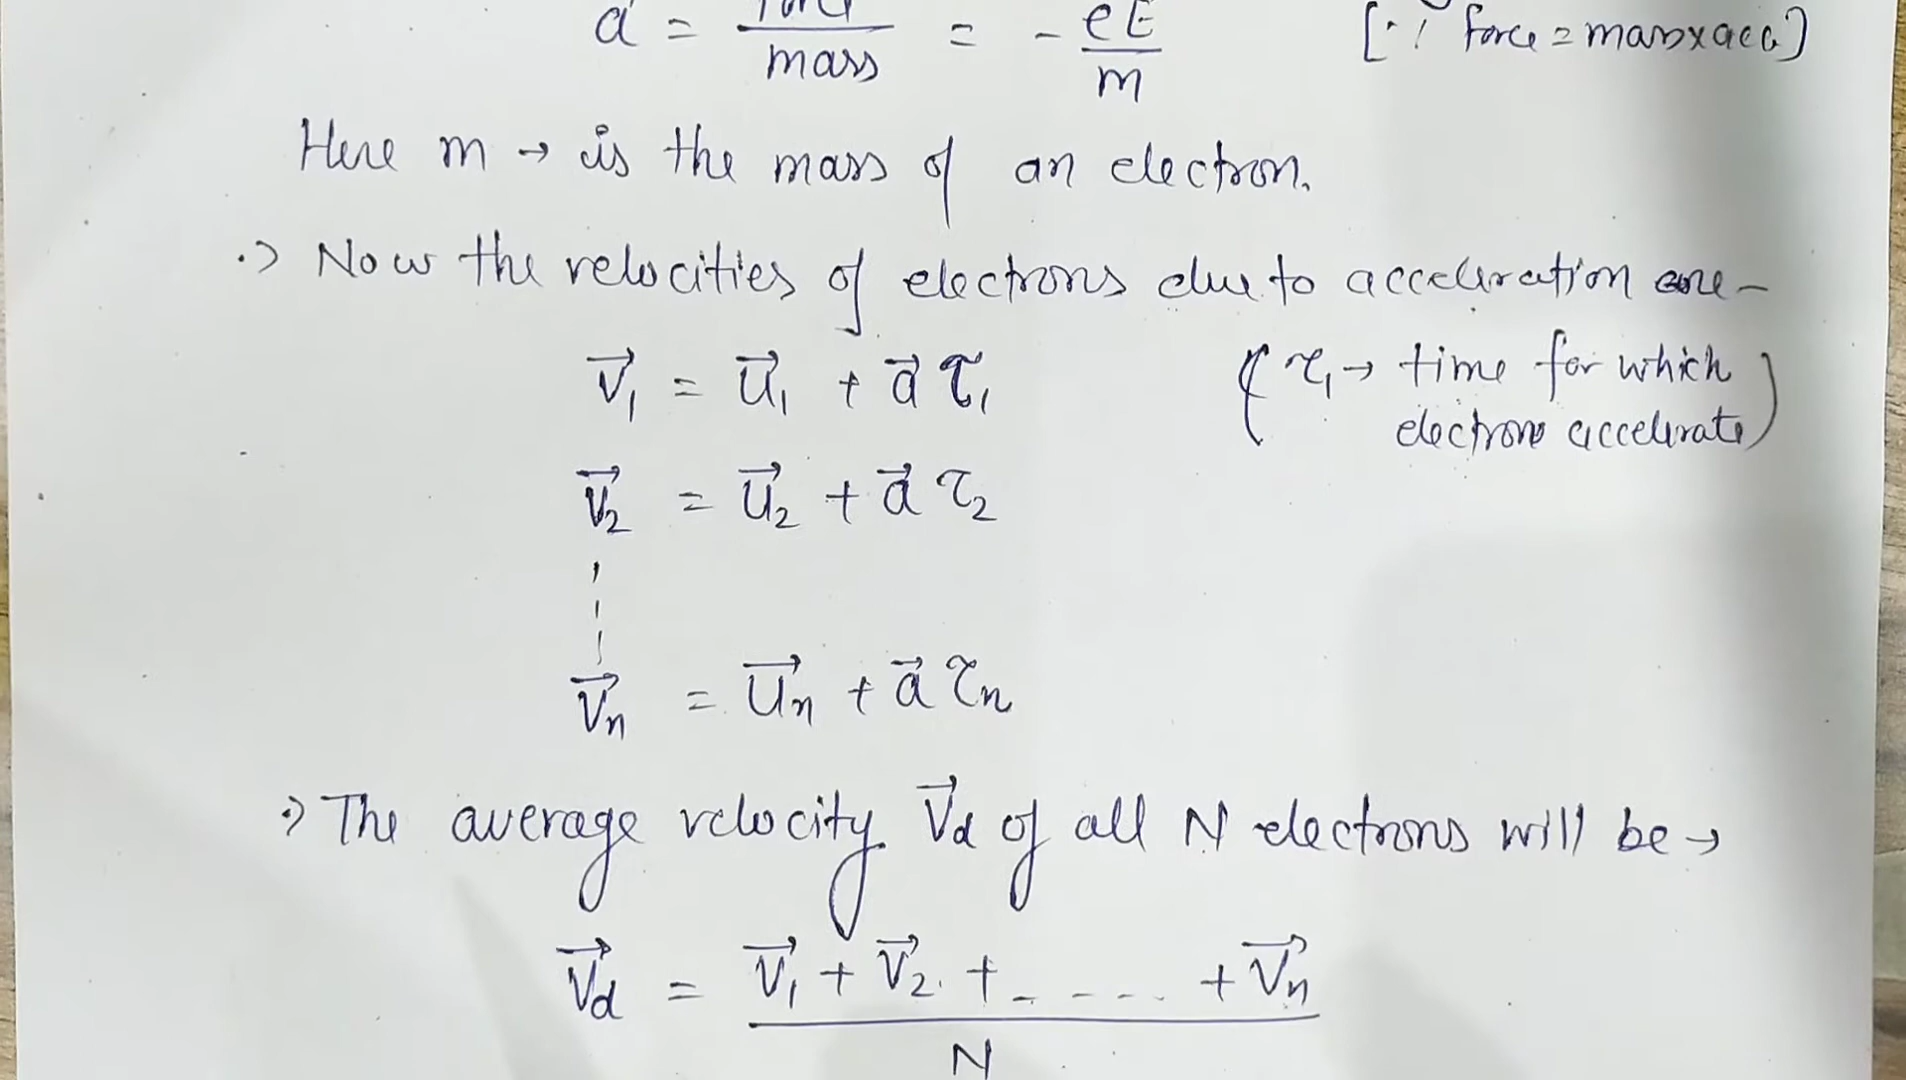 a = Force/mass = - eE/m [∵ force = mass x acc]
Here m → is the mass of an electron.
·> Now the velocities of electrons due to acceleration are -
v⃗₁ = u⃗₁ + a⃗ τ₁ ( τ₁ → time for which
electrons accelerate)
v⃗₂ = u⃗₂ + a⃗ τ₂
v⃗n = u⃗n + a⃗ τn
·> The average velocity V⃗d of all N electrons will be →
V⃗d = (v⃗₁ + v⃗₂ + - - - - - + v⃗n)/N